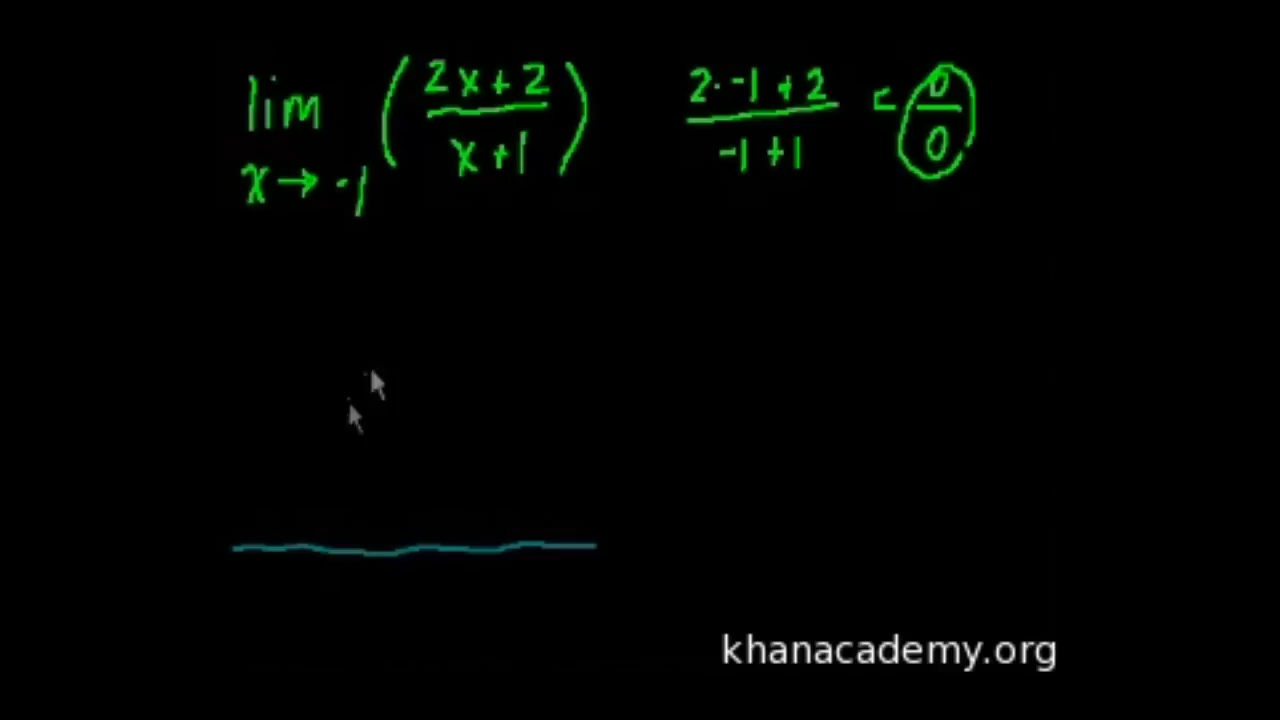 lim (2x+2 / x+1)
x→-1
2·-1+2 / -1+1 = 0/0
khanacademy.org